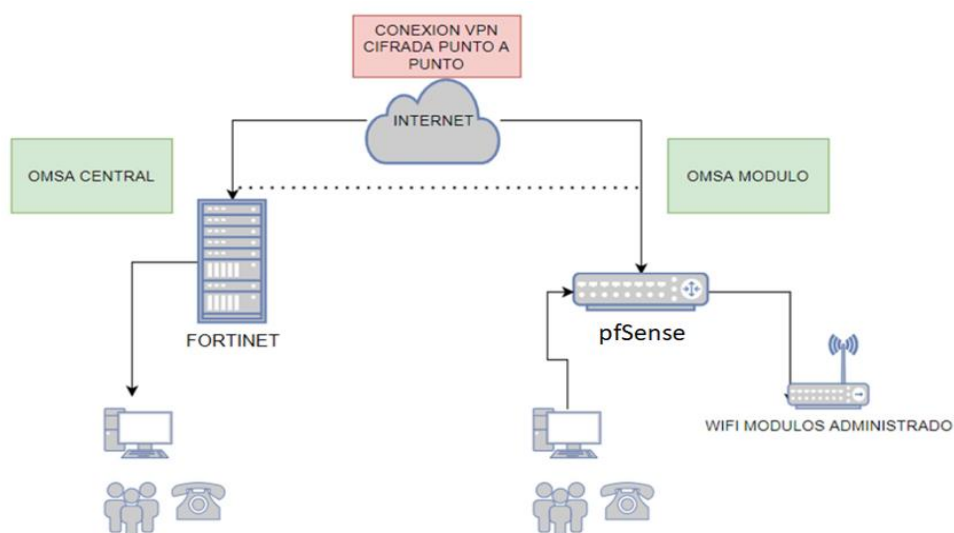 CONEXION VPN
CIFRADA PUNTO A
PUNTO
INTERNET
OMSA CENTRAL
OMSA MODULO
FORTINET
pfSense
WIFI MODULOS ADMINISTRADO